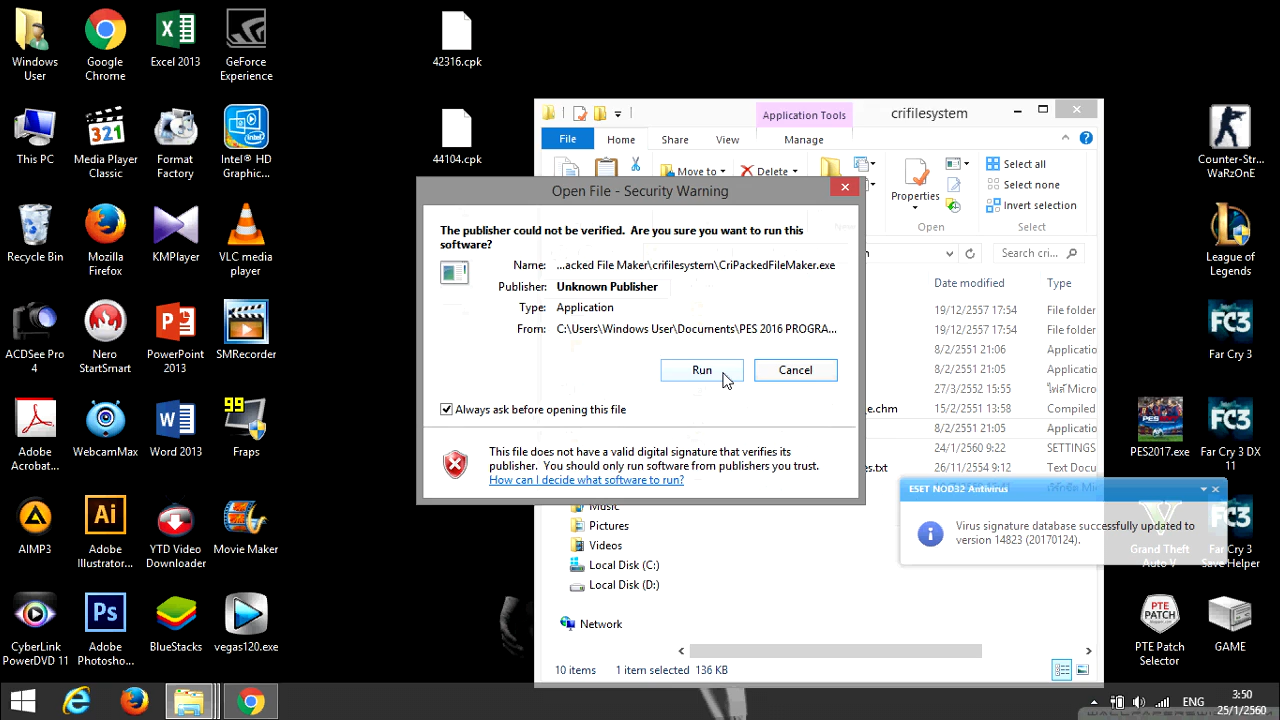 Windows User
Google Chrome
Excel 2013
GeForce Experience
42316.cpk
This PC
Media Player Classic
Format Factory
Intel® HD Graphic...
44104.cpk
Recycle Bin
Mozilla Firefox
KMPlayer
VLC media player
ACDSee Pro 4
Nero StartSmart
PowerPoint 2013
SMRecorder
Adobe Acrobat...
WebcamMax
Word 2013
99
Fraps
AIMP3
Adobe Illustrator...
YTD Video Downloader
Movie Maker
CyberLink PowerDVD 11
Adobe Photosho...
BlueStacks
vegas120.exe
Application Tools
crifilesystem
File
Home
Share
View
Manage
Move to
Delete
Properties
Open
Select all
Select none
Invert selection
Select
Search cri...
Date modified
Type
19/12/2557 17:54
File folder
19/12/2557 17:54
File folder
8/2/2551 21:06
Applicatio
8/2/2551 21:05
Applicatio
27/3/2552 15:55
Micro
e.chm
15/2/2551 13:58
Compiled
8/2/2551 21:05
Applicatio
24/1/2560 9:22
SETTINGS
s.txt
26/11/2554 9:12
Text Docu
Open File - Security Warning
The publisher could not be verified. Are you sure you want to run this
software?
Name: ...acked File Maker\crifilesystem\CriPackedFileMaker.exe
Publisher: Unknown Publisher
Type: Application
From: C:\Users\Windows User\Documents\PES 2016 PROGRA...
Run
Cancel
Always ask before opening this file
This file does not have a valid digital signature that verifies its
publisher. You should only run software from publishers you trust.
How can I decide what software to run?
Music
Pictures
Videos
Local Disk (C:)
Local Disk (D:)
Network
10 items
1 item selected 136 KB
ESET NOD32 Antivirus
Virus signature database successfully updated to
version 14823 (20170124).
Counter-Str...
WaRzOnE
League of
Legends
FC3
Far Cry 3
PES2017.exe
FC3
Far Cry 3 DX
11
Grand Theft
Auto V
Far Cry 3
Save Helper
PTE
PATCH
PTE Patch
Selector
GAME
ENG
3:50
25/1/2560